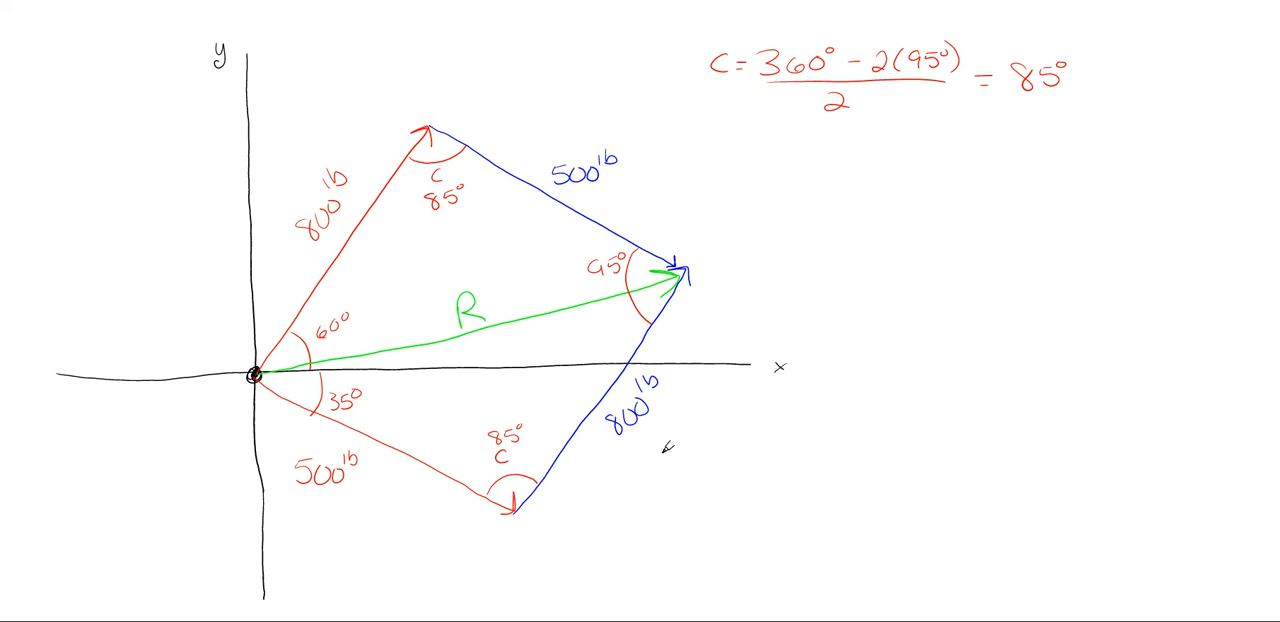 y
C = 360° - 2(95°)
2
= 85°
800 lb
C
85°
500 lb
95°
R
60°
x
35°
800 lb
85°
C
500 lb